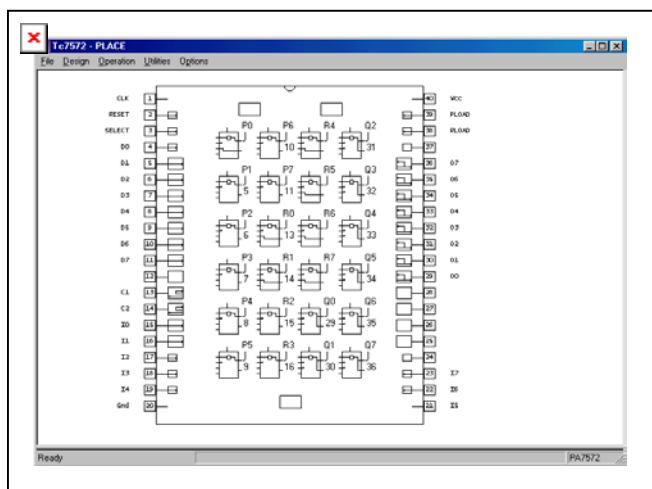 Tc7572 - PLACE
File Design Operation Utilities Options
CLK 1 40 VCC
RESET 2 39 PLOAD
P0 P6 R4 Q2
SELECT 3 38 PLOAD
D0 4 10 31 37
D1 5 36 O7
P1 P7 R5 Q3
D2 6 35 O6
5 11 32
D3 7 34 O5
D4 8 33 O4
P2 R0 R6 Q4
D5 9 32 O3
6 13 33
D6 10 31 O2
D7 11 30 O1
P3 R1 R7 Q5
12 29 O0
7 14 34
C1 13 28
P4 R2 Q0 Q6
C2 14 27
I0 15 8 15 29 35 26
I1 16 25
P5 R3 Q1 Q7
I2 17 24
9 16 30 36
I3 18 23 I7
I4 19 22 I6
Gnd 20 21 I5
Ready PA7572